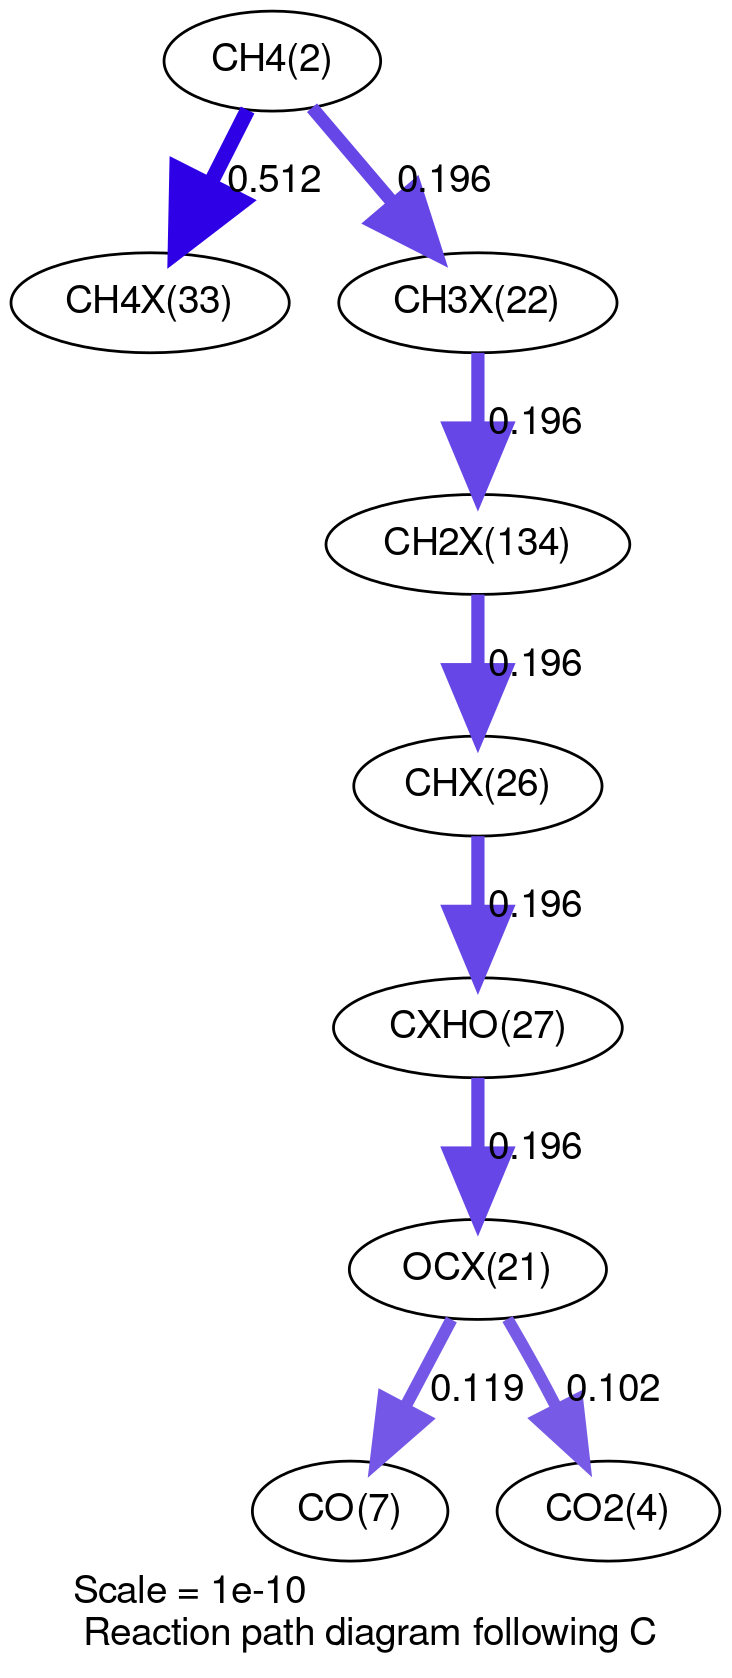 CH4(2)
0.512
0.196
CH4X(33)
CH3X(22)
0.196
CH2X(134)
0.196
CHX(26)
0.196
CXHO(27)
0.196
OCX(21)
0.119
0.102
CO(7)
CO2(4)
Scale = 1e-10
Reaction path diagram following C